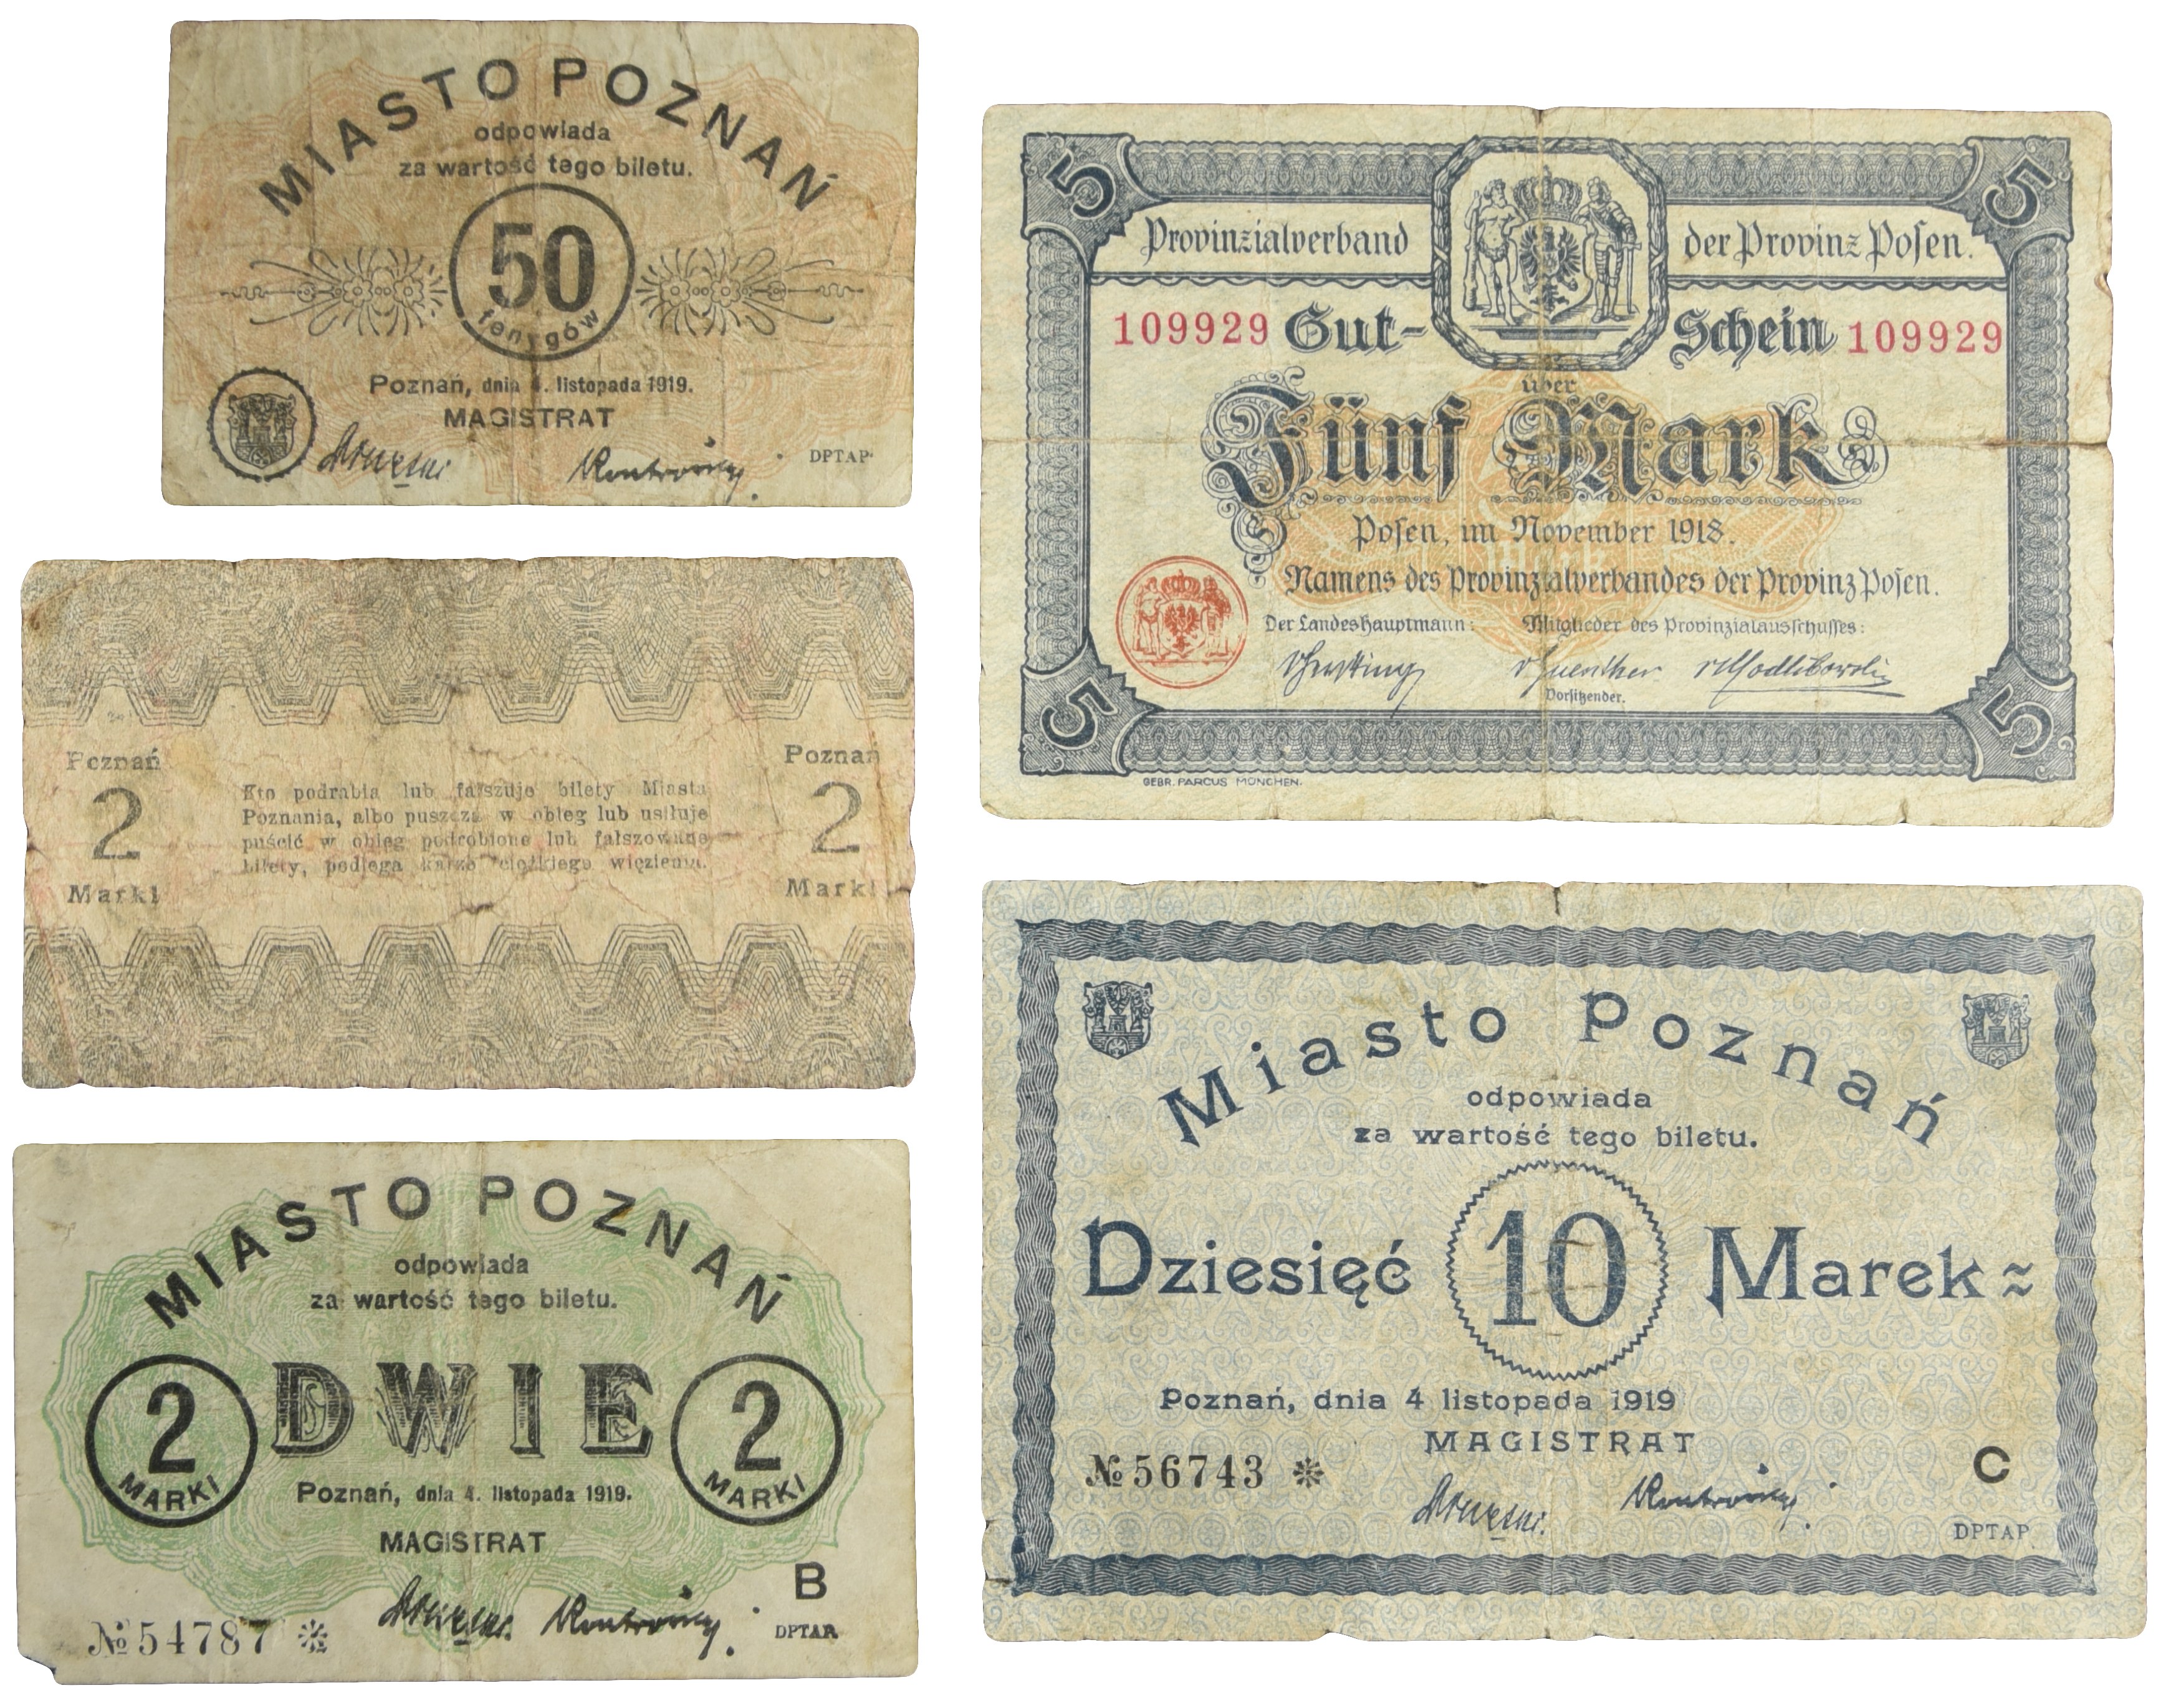 MIASTO POZNAŃ
odpowiada
za wartość tego biletu.
50
fenygów
Poznań, dnia 4. listopada 1919.
MAGISTRAT
DPTAP
Poznań
2
Marki
Kto podrabia lub fałszuje bilety Miasta
Poznania, albo puszcza w obieg lub usiłuje
puścić w obieg podrobione lub fałszowane
bilety, podlega karze ciężkiego więzienia.
Poznań
2
Marki
MIASTO POZNAŃ
odpowiada
za wartość tego biletu.
2
MARKI
DWIE
2
MARKI
Poznań, dnia 4. listopada 1919.
MAGISTRAT
B
№ 54787 *
DPTAP
5
5
Provinzialverband der Provinz Posen.
109929 Gut-Schein 109929
über
Fünf Mark
Posen, im November 1918.
Namens des Provinzialverbandes der Provinz Posen.
Der Landeshauptmann: Mitglieder des Provinzialausschusses:
Vorsitzender.
5
5
GEBR. PARCUS MÜNCHEN.
Miasto Poznań
odpowiada
za wartość tego biletu.
Dziesięć 10 Marek
Poznań, dnia 4 listopada 1919
MAGISTRAT
№ 56743 *
C
DPTAP